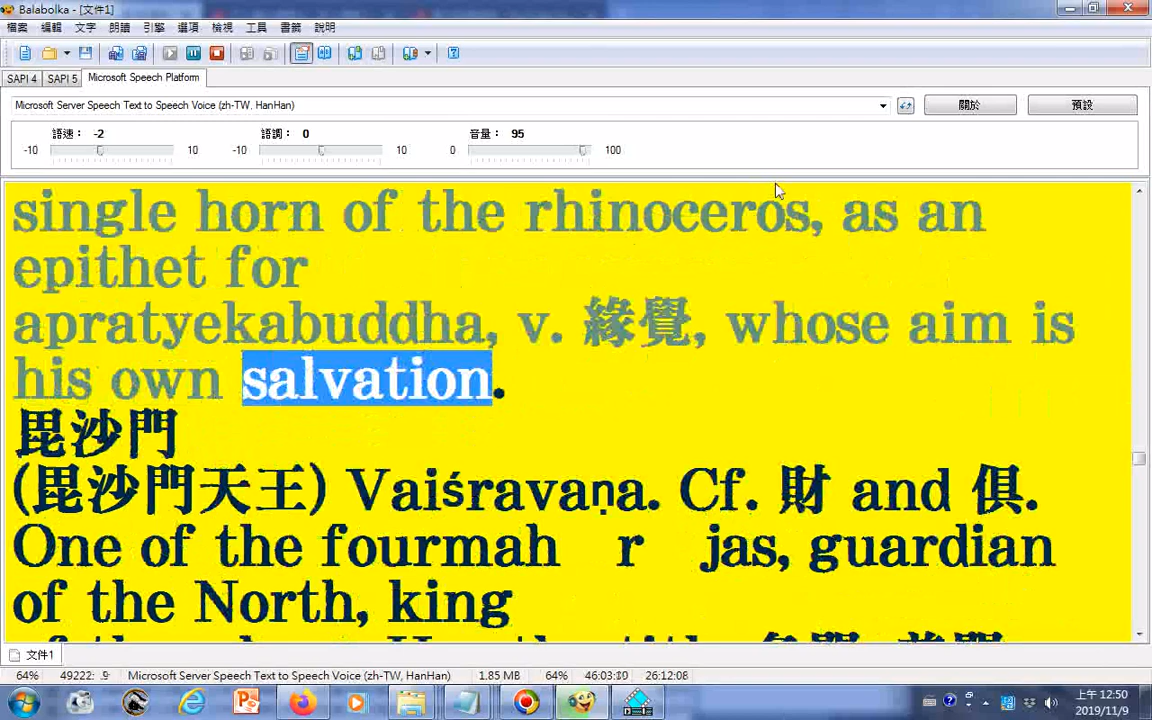 Balabolka - [文件1]
檔案 編輯 文字 朗讀 引擎 選項 檢視 工具 書籤 說明
SAPI 4 SAPI 5 Microsoft Speech Platform
Microsoft Server Speech Text to Speech Voice (zh-TW, HanHan)
關於 預設
語速： -2 語調： 0 音量： 95
-10 10 -10 10 0 100
single horn of the rhinoceros, as an
epithet for
apratyekabuddha, v. 緣覺, whose aim is
his own salvation.
毘沙門
(毘沙門天王) Vaiśravaṇa. Cf. 財 and 俱.
One of the fourmah r jas, guardian
of the North, king
文件1
64% 49222: 9 Microsoft Server Speech Text to Speech Voice (zh-TW, HanHan) 1.85 MB 64% 46:03:10 26:12:08
上午 12:50
2019/11/9